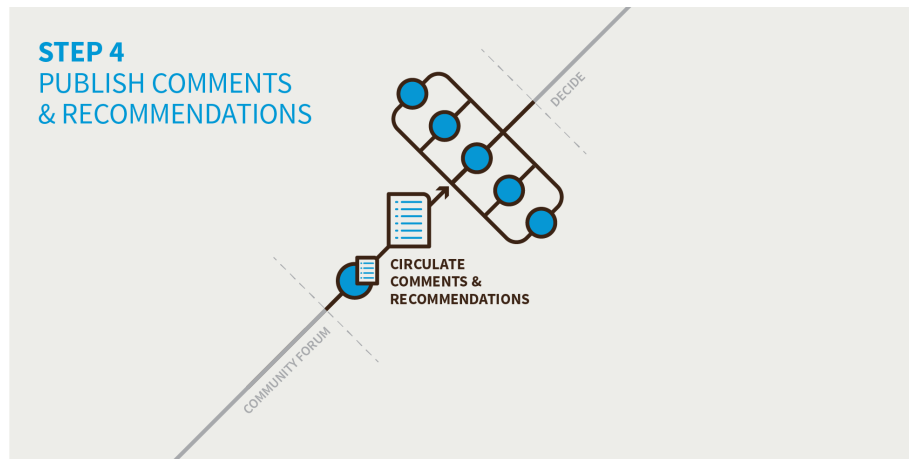 STEP 4
PUBLISH COMMENTS
& RECOMMENDATIONS
DECIDE
CIRCULATE
COMMENTS &
RECOMMENDATIONS
COMMUNITY FORUM